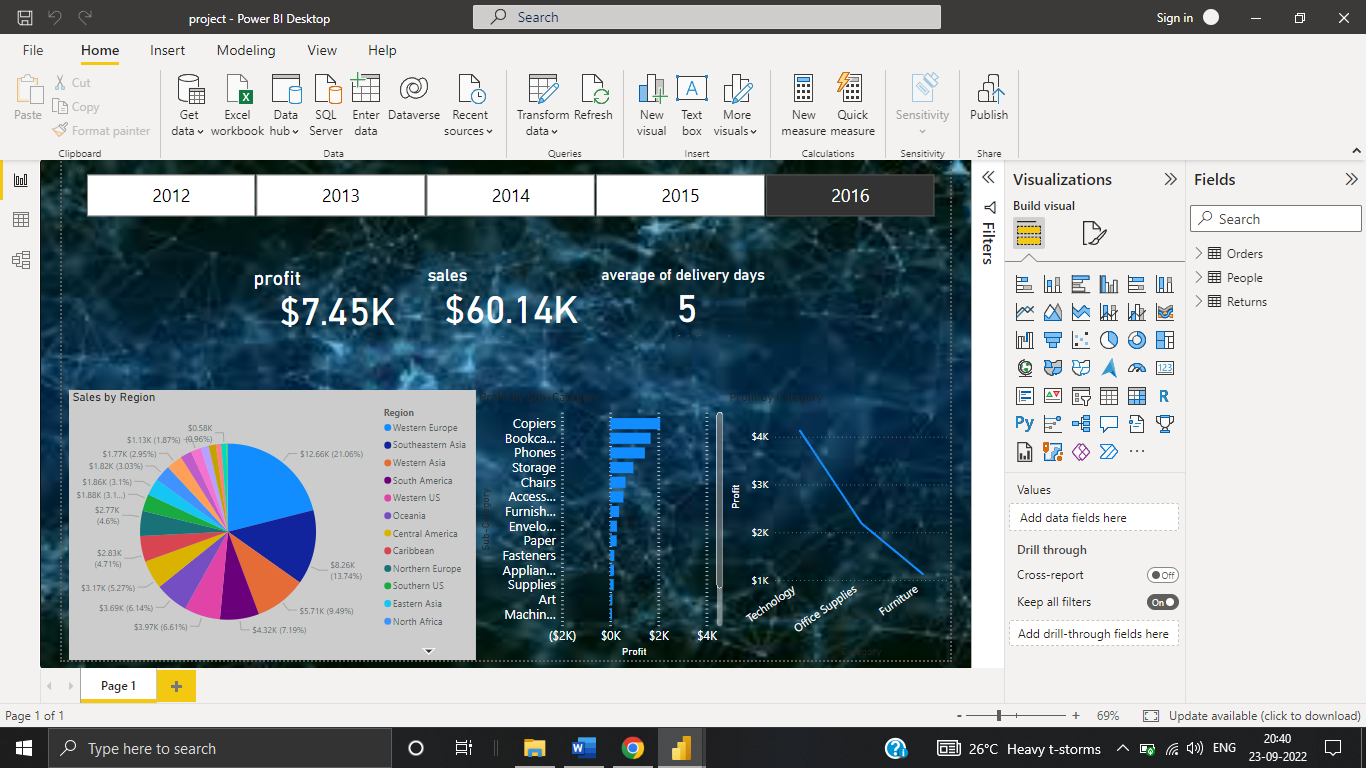 project - Power BI Desktop
Search
Sign in
File Home Insert Modeling View Help
Paste
Cut
Copy
Format painter
Clipboard
Get data
Excel workbook
Data hub
SQL Server
Enter data
Dataverse
Recent sources
Data
Transform data
Refresh
Queries
New visual
Text box
More visuals
Insert
New measure
Quick measure
Calculations
Sensitivity
Sensitivity
Publish
Share
2012 2013 2014 2015 2016
profit
$7.45K
sales
$60.14K
average of delivery days
5
Sales by Region
$0.58K
(0.96%)
$1.13K (1.87%)
$1.77K (2.95%)
$1.82K (3.03%)
$1.86K (3.1%)
$1.88K (3.1...)
$2.77K
(4.6%)
$2.83K
(4.71%)
$3.17K (5.27%)
$3.69K (6.14%)
$3.97K (6.61%)
$4.32K (7.19%)
$5.71K (9.49%)
$8.26K
(13.74%)
$12.66K (21.06%)
Region
Western Europe
Southeastern Asia
Western Asia
South America
Western US
Oceania
Central America
Caribbean
Northern Europe
Southern US
Eastern Asia
North Africa
Profit by Sub-Category
Sub-Category
Copiers
Bookca...
Phones
Storage
Chairs
Access...
Furnish...
Envelo...
Paper
Fasteners
Applian...
Supplies
Art
Machin...
($2K) $0K $2K $4K
Profit
Profit by Category
Profit
$4K
$3K
$2K
$1K
Technology
Office Supplies
Furniture
Category
Filters
Visualizations
Build visual
Values
Add data fields here
Drill through
Cross-report
Off
Keep all filters
On
Add drill-through fields here
Fields
Search
Orders
People
Returns
Page 1
Page 1 of 1
69%
Update available (click to download)
Type here to search
26°C Heavy t-storms
ENG
20:40
23-09-2022